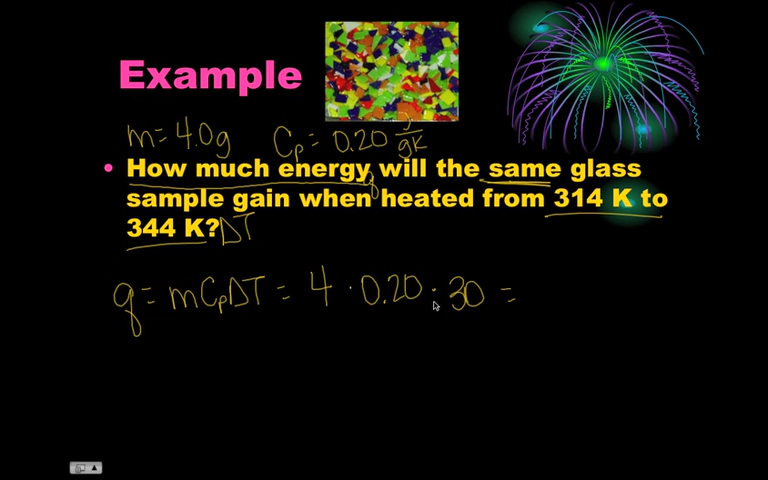 Example
m = 4.0g Cp = 0.20 J/gK
• How much energy will the same glass
q
sample gain when heated from 314 K to
344 K? ΔT
q = mCpΔT = 4 · 0.20 · 30 =